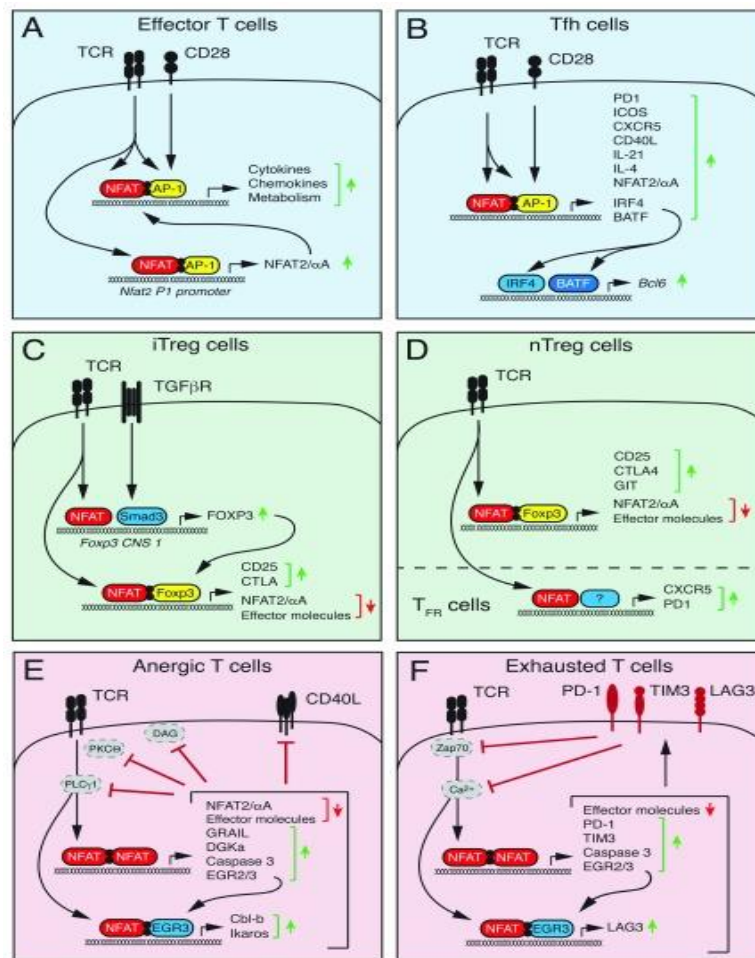 A
Effector T cells
TCR
CD28
NFAT
AP-1
Cytokines
Chemokines
Metabolism
NFAT
AP-1
NFAT2/αA
Nfat2 P1 promoter
B
Tfh cells
TCR
CD28
PD1
ICOS
CXCR5
CD40L
IL-21
IL-4
NFAT2/αA
NFAT
AP-1
IRF4
BATF
IRF4
BATF
Bcl6
C
iTreg cells
TCR
TGFβR
NFAT
Smad3
FOXP3
Foxp3 CNS 1
NFAT
Foxp3
CD25
CTLA
NFAT2/αA
Effector molecules
D
nTreg cells
TCR
CD25
CTLA4
GIT
NFAT
Foxp3
NFAT2/αA
Effector molecules
TFR cells
NFAT
?
CXCR5
PD1
E
Anergic T cells
TCR
CD40L
DAG
PKCθ
PLCγ1
NFAT2/αA
Effector molecules
GRAIL
DGKa
Caspase 3
EGR2/3
NFAT
NFAT
NFAT
EGR3
Cbl-b
Ikaros
F
Exhausted T cells
TCR
PD-1
TIM3
LAG3
Zap70
Ca2+
Effector molecules
PD-1
TIM3
Caspase 3
EGR2/3
NFAT
NFAT
NFAT
EGR3
LAG3